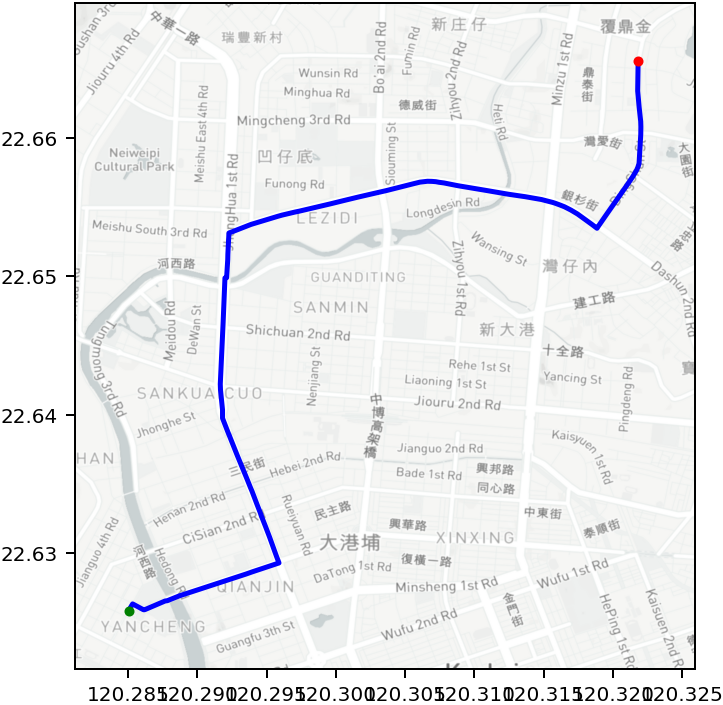 覆鼎金
新庄仔
中華一路
瑞豐新村
Jiouru 4th Rd
Bo'ai 2nd Rd
Fumin Rd
Zihyou 2nd Rd
Minzu 1st Rd
Wunsin Rd
Minghua Rd
鼎泰街
德威街
Meishu East 4th Rd
Mingcheng 3rd Rd
Heti Rd
灣愛街
22.66
Neiweipi
Cultural Park
凹仔底
Siouming St
大園街
Funong Rd
銀杉街
LEZIDI
Longdesin Rd
Meishu South 3rd Rd
Wansing St
河西路
22.65
GUANDITING
Zihyou 1st Rd
灣仔內
Dashun 2nd Rd
SANMIN
建工路
Meidou Rd
DeWan St
Shichuan 2nd Rd
新大港
十全路
Nenjiang St
Rehe 1st St
Liaoning 1st St
Yancing St
SANKUAICUO
Jiouru 2nd Rd
中博高架橋
Pingdeng Rd
22.64
Jhonghe St
Kaisyuen 1st Rd
Jianguo 2nd Rd
HAN
三民街
Hebei 2nd Rd
Bade 1st Rd
興邦路
同心路
Henan 2nd Rd
Rueiyuan Rd
CiSian 2nd Rd
民主路
興華路
中東街
泰順街
Jianguo 4th Rd
大港埔
XINXING
22.63
河西路
Hedong Rd
復橫一路
DaTong 1st Rd
QIANJIN
Minsheng 1st Rd
Wufu 1st Rd
金門街
HePing 1st Rd
Kaisuen 2nd Rd
YANCHENG
Guangfu 3th St
Wufu 2nd Rd
120.285
120.290
120.295
120.300
120.305
120.310
120.315
120.320
120.325